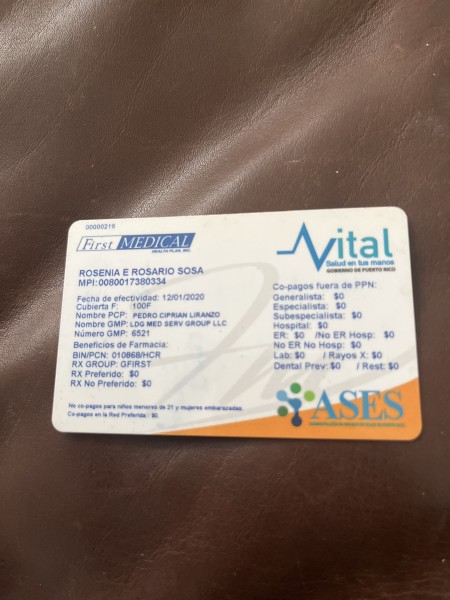 00000218
First MEDICAL
HEALTH PLAN, INC.
Vital
Salud en tus manos
GOBIERNO DE PUERTO RICO
ROSENIA E ROSARIO SOSA
MPI:0080017380334
Fecha de efectividad: 12/01/2020
Cubierta F: 100F
Nombre PCP: PEDRO CIPRIAN LIRANZO
Nombre GMP: LDG MED SERV GROUP LLC
Número GMP: 6521
Beneficios de Farmacia:
BIN/PCN: 010868/HCR
RX GROUP: GFIRST
RX Preferido: $0
RX No Preferido: $0
Co-pagos fuera de PPN:
Generalista: $0
Especialista: $0
Subespecialista: $0
Hospital: $0
ER: $0 /No ER Hosp: $0
No ER No Hosp: $0
Lab: $0 / Rayos X: $0
Dental Prev: $0 / Rest: $0
No co-pagos para niños menores de 21 y mujeres embarazadas.
Co-pagos en la Red Preferida : $0
ASES